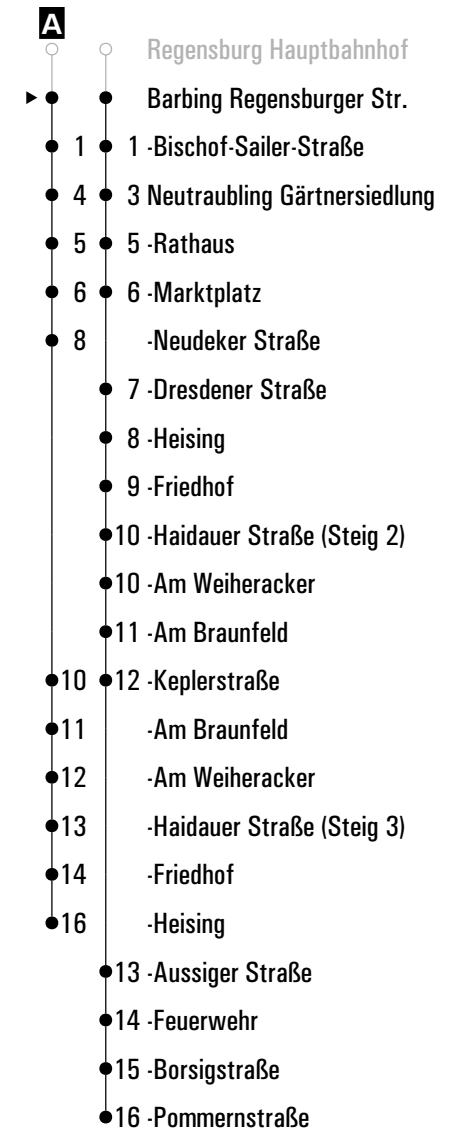 A
Regensburg Hauptbahnhof
Barbing Regensburger Str.
1 1 -Bischof-Sailer-Straße
4 3 Neutraubling Gärtnersiedlung
5 5 -Rathaus
6 6 -Marktplatz
8 -Neudeker Straße
7 -Dresdener Straße
8 -Heising
9 -Friedhof
10 -Haidauer Straße (Steig 2)
10 -Am Weiheracker
11 -Am Braunfeld
10 12 -Keplerstraße
11 -Am Braunfeld
12 -Am Weiheracker
13 -Haidauer Straße (Steig 3)
14 -Friedhof
16 -Heising
13 -Aussiger Straße
14 -Feuerwehr
15 -Borsigstraße
16 -Pommernstraße